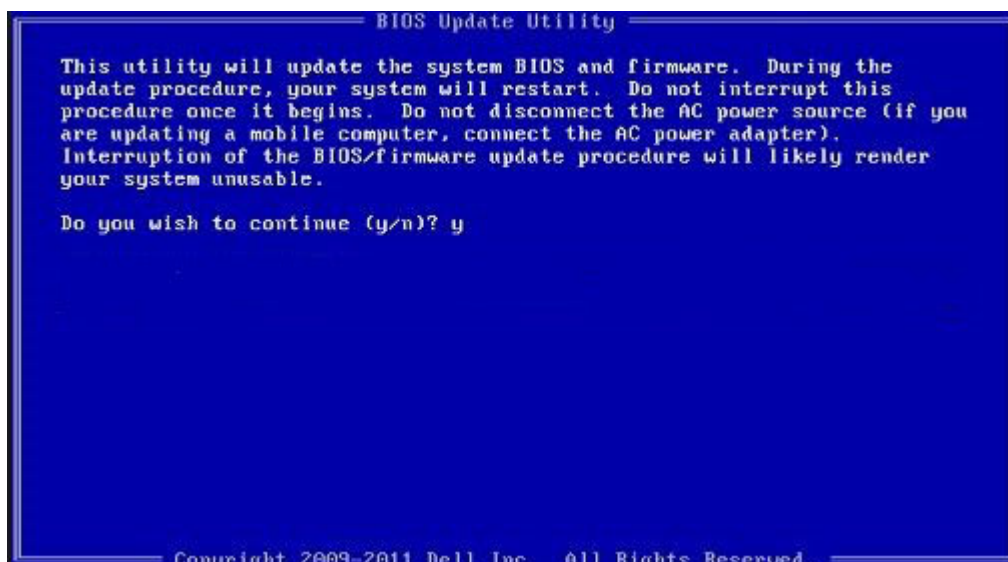 BIOS Update Utility
This utility will update the system BIOS and firmware. During the
update procedure, your system will restart. Do not interrupt this
procedure once it begins. Do not disconnect the AC power source (if you
are updating a mobile computer, connect the AC power adapter).
Interruption of the BIOS/firmware update procedure will likely render
your system unusable.
Do you wish to continue (y/n)? y
Copyright 2009-2011 Dell Inc. All Rights Reserved.